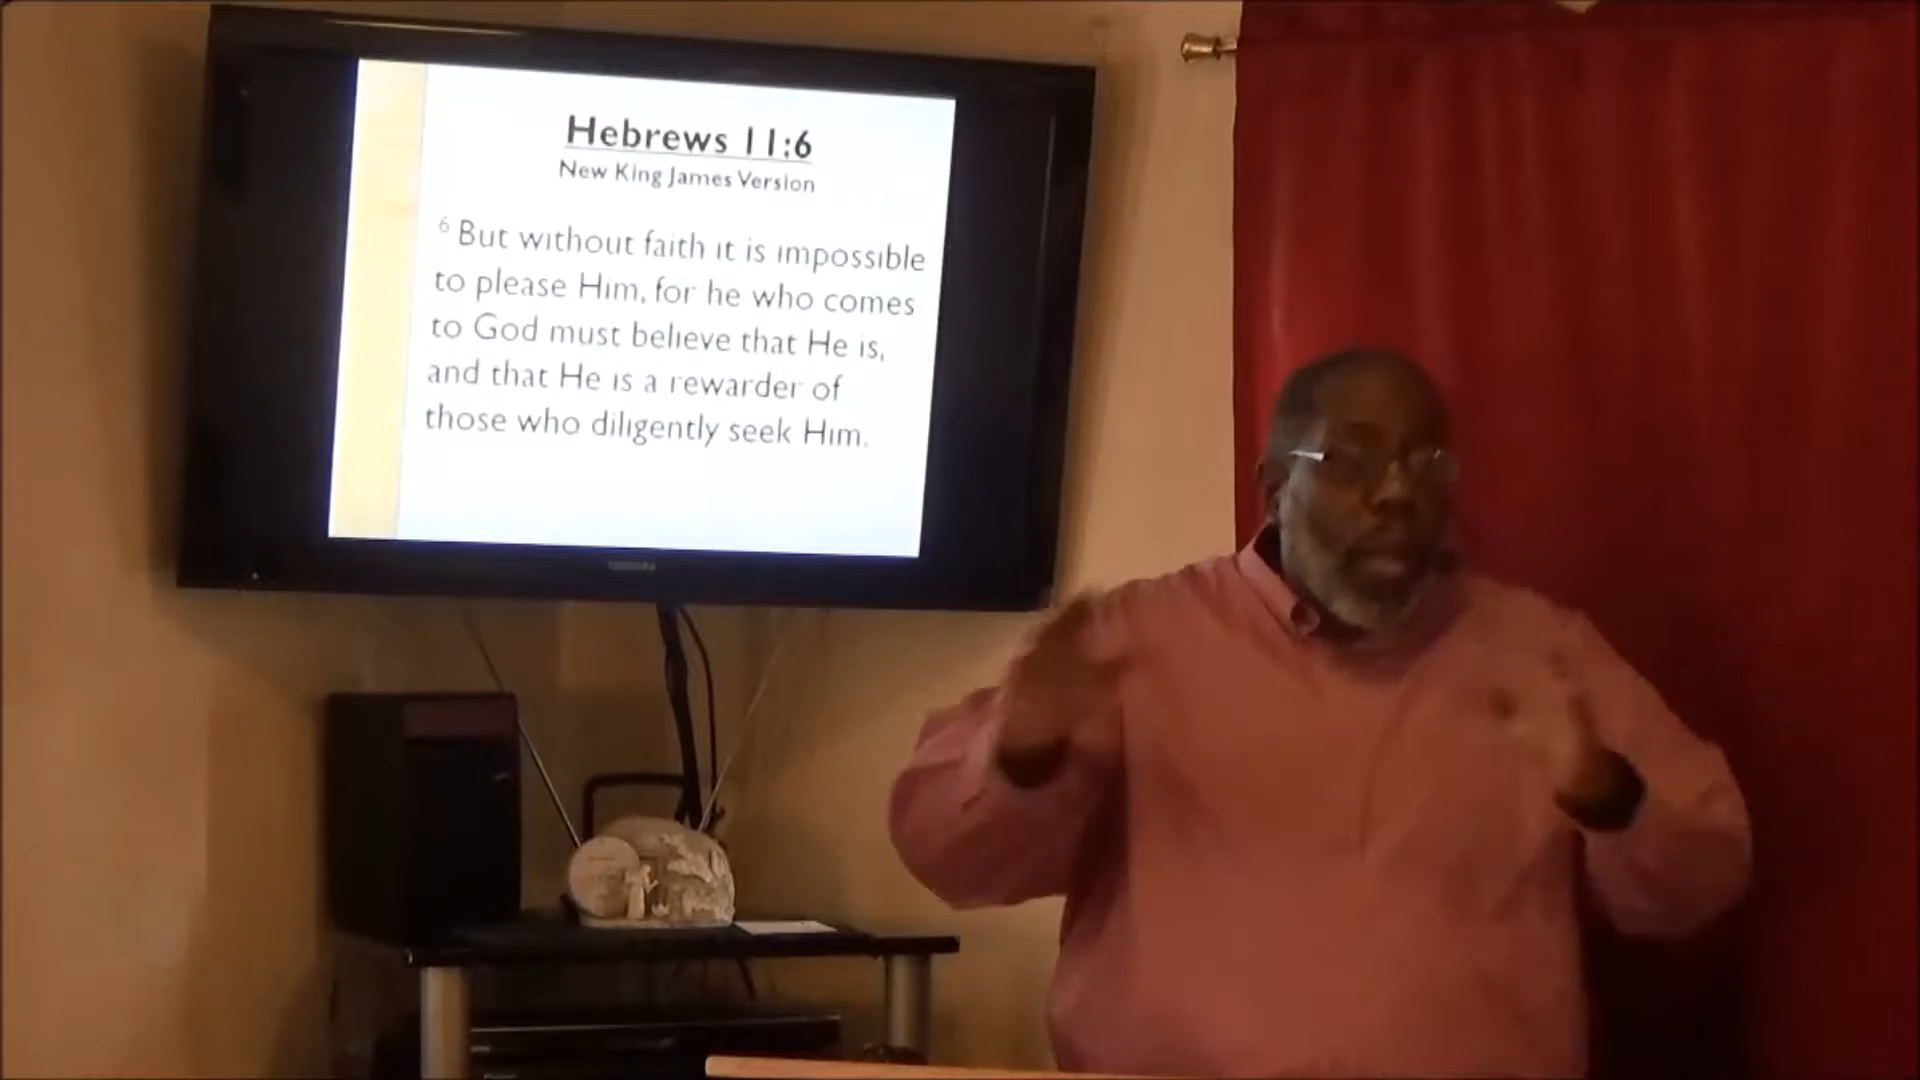 Hebrews 11:6
New King James Version
6 But without faith it is impossible
to please Him, for he who comes
to God must believe that He is,
and that He is a rewarder of
those who diligently seek Him.
TOSHIBA